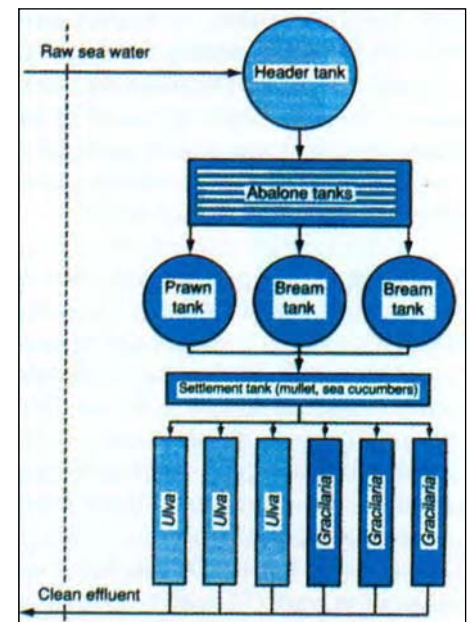 Raw sea water
Header tank
Abalone tanks
Prawn
tank
Bream
tank
Bream
tank
Settlement tank (mullet, sea cucumbers)
Ulva
Ulva
Ulva
Gracilaria
Gracilaria
Gracilaria
Clean effluent